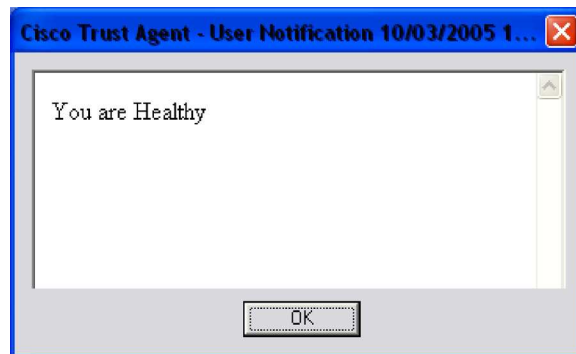 Cisco Trust Agent - User Notification 10/03/2005 1...
You are Healthy
OK